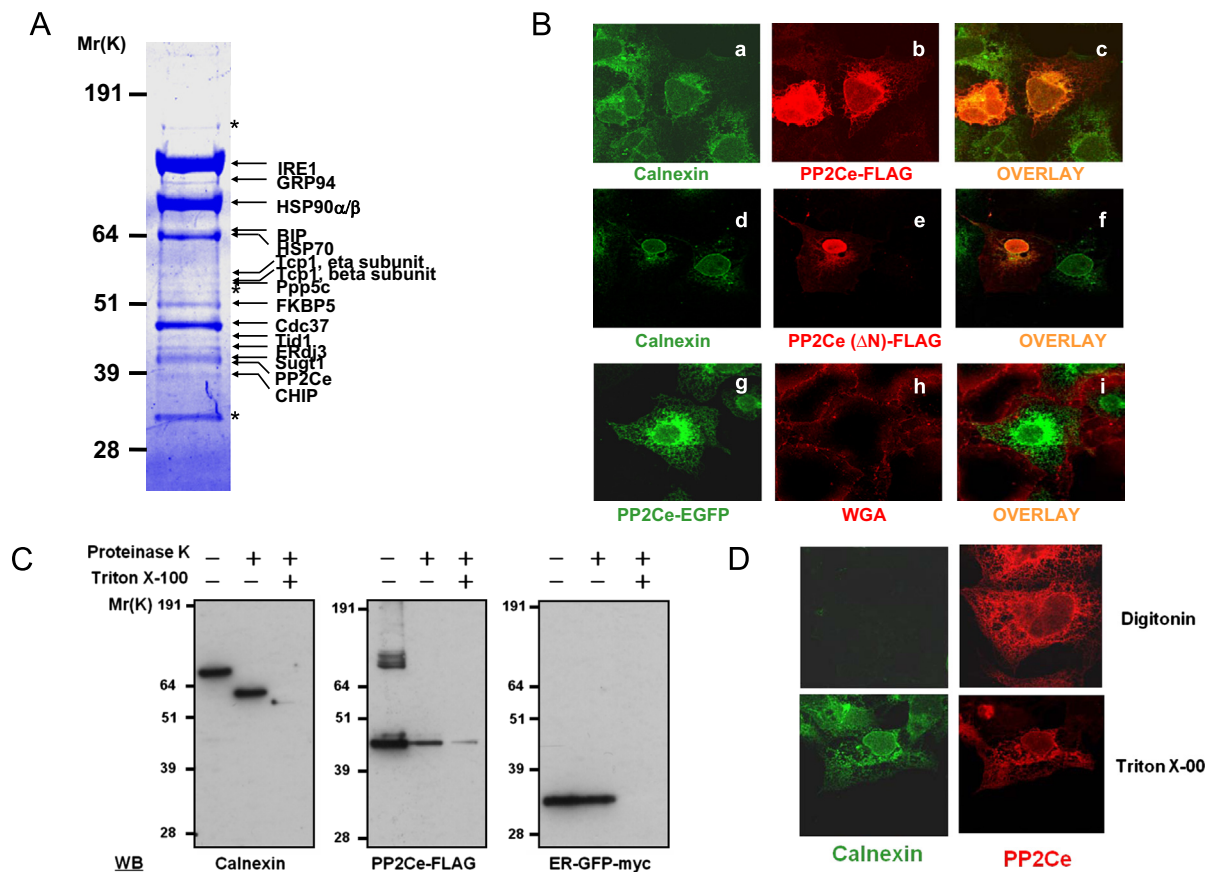 A
Mr(K)
191
64
51
39
28
*
IRE1
GRP94
HSP90α/β
BIP
HSP70
Tcp1, eta subunit
Tcp1, beta subunit
Ppp5c
*
FKBP5
Cdc37
Tid1
ERdj3
Sugt1
PP2Ce
CHIP
*
B
a b c
Calnexin PP2Ce-FLAG OVERLAY
d e f
Calnexin PP2Ce (ΔN)-FLAG OVERLAY
g h i
PP2Ce-EGFP WGA OVERLAY
C
Proteinase K – + + – + + – + +
Triton X-100 – – + – – + – – +
Mr(K)
191 191 191
64 64 64
51 51 51
39 39 39
28 28 28
WB Calnexin PP2Ce-FLAG ER-GFP-myc
D
Digitonin
Triton X-00
Calnexin PP2Ce